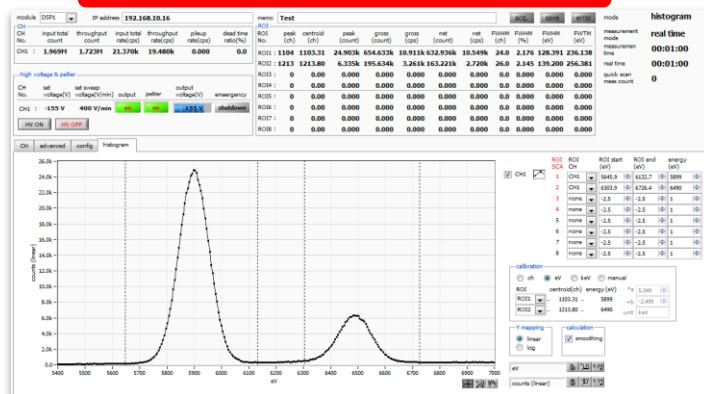 module DSP1 IP address 192.168.10.16 memo Test acq. save error mode histogram
CH
CH No. input total count throughput count input total rate(cps) throughput rate(cps) pileup rate(cps) dead time ratio(%)
CH1 : 1.969M 1.723M 21.370k 19.480k 0.000 0.0
ROI
ROI No. peak (ch) centroid (ch) peak (count) gross (count) gross (cps) net (count) net (cps) FWHM (ch) FWHM (%) FWHM (eV) FWTM (eV)
ROI1 : 1104 1103.31 24.903k 654.633k 10.911k 632.936k 10.549k 24.0 2.176 128.391 236.138
ROI2 : 1213 1213.80 6.335k 195.634k 3.261k 163.221k 2.720k 26.0 2.145 139.200 256.381
ROI3 : 0 0.00 0.000 0.000 0.000 0.000 0.000 0.0 0.000 0.000 0.000
ROI4 : 0 0.00 0.000 0.000 0.000 0.000 0.000 0.0 0.000 0.000 0.000
ROI5 : 0 0.00 0.000 0.000 0.000 0.000 0.000 0.0 0.000 0.000 0.000
ROI6 : 0 0.00 0.000 0.000 0.000 0.000 0.000 0.0 0.000 0.000 0.000
ROI7 : 0 0.00 0.000 0.000 0.000 0.000 0.000 0.0 0.000 0.000 0.000
ROI8 : 0 0.00 0.000 0.000 0.000 0.000 0.000 0.0 0.000 0.000 0.000
measurement mode real time
measuremen time 00:01:00
real time 00:01:00
quick scan meas count 0
high voltage & peltier
CH No. set voltage(V) set sweep voltage(V/min) output peltier output voltage(V) emsergency
CH1 : -155 V 400 V/min on on -155 V shutdown
HV ON HV OFF
CH advanced config histogram
26.0k
24.0k
22.0k
20.0k
18.0k
16.0k
14.0k
12.0k
10.0k
8.0k
6.0k
4.0k
2.0k
0.0
counts (linear)
5400 5500 5600 5700 5800 5900 6000 6100 6200 6300 6400 6500 6600 6700 6800 6900 7000
eV
CH1
ROI SCA ROI CH ROI start (eV) ROI end (eV) energy (eV)
1 CH1 5645.9 6132.7 5899
2 CH1 6303.9 6726.4 6490
3 none -2.5 -2.5 1
4 none -2.5 -2.5 1
5 none -2.5 -2.5 1
6 none -2.5 -2.5 1
7 none -2.5 -2.5 1
8 none -2.5 -2.5 1
calibration
ch eV keV manual
ROI centroid(ch) energy (eV) *a 5.349
ROI1 - 1103.31 - 5899 +b -2.495
ROI2 - 1213.80 - 6490 unit keV
Y mapping
linear
log
calculation
smoothing
eV
counts (linear)